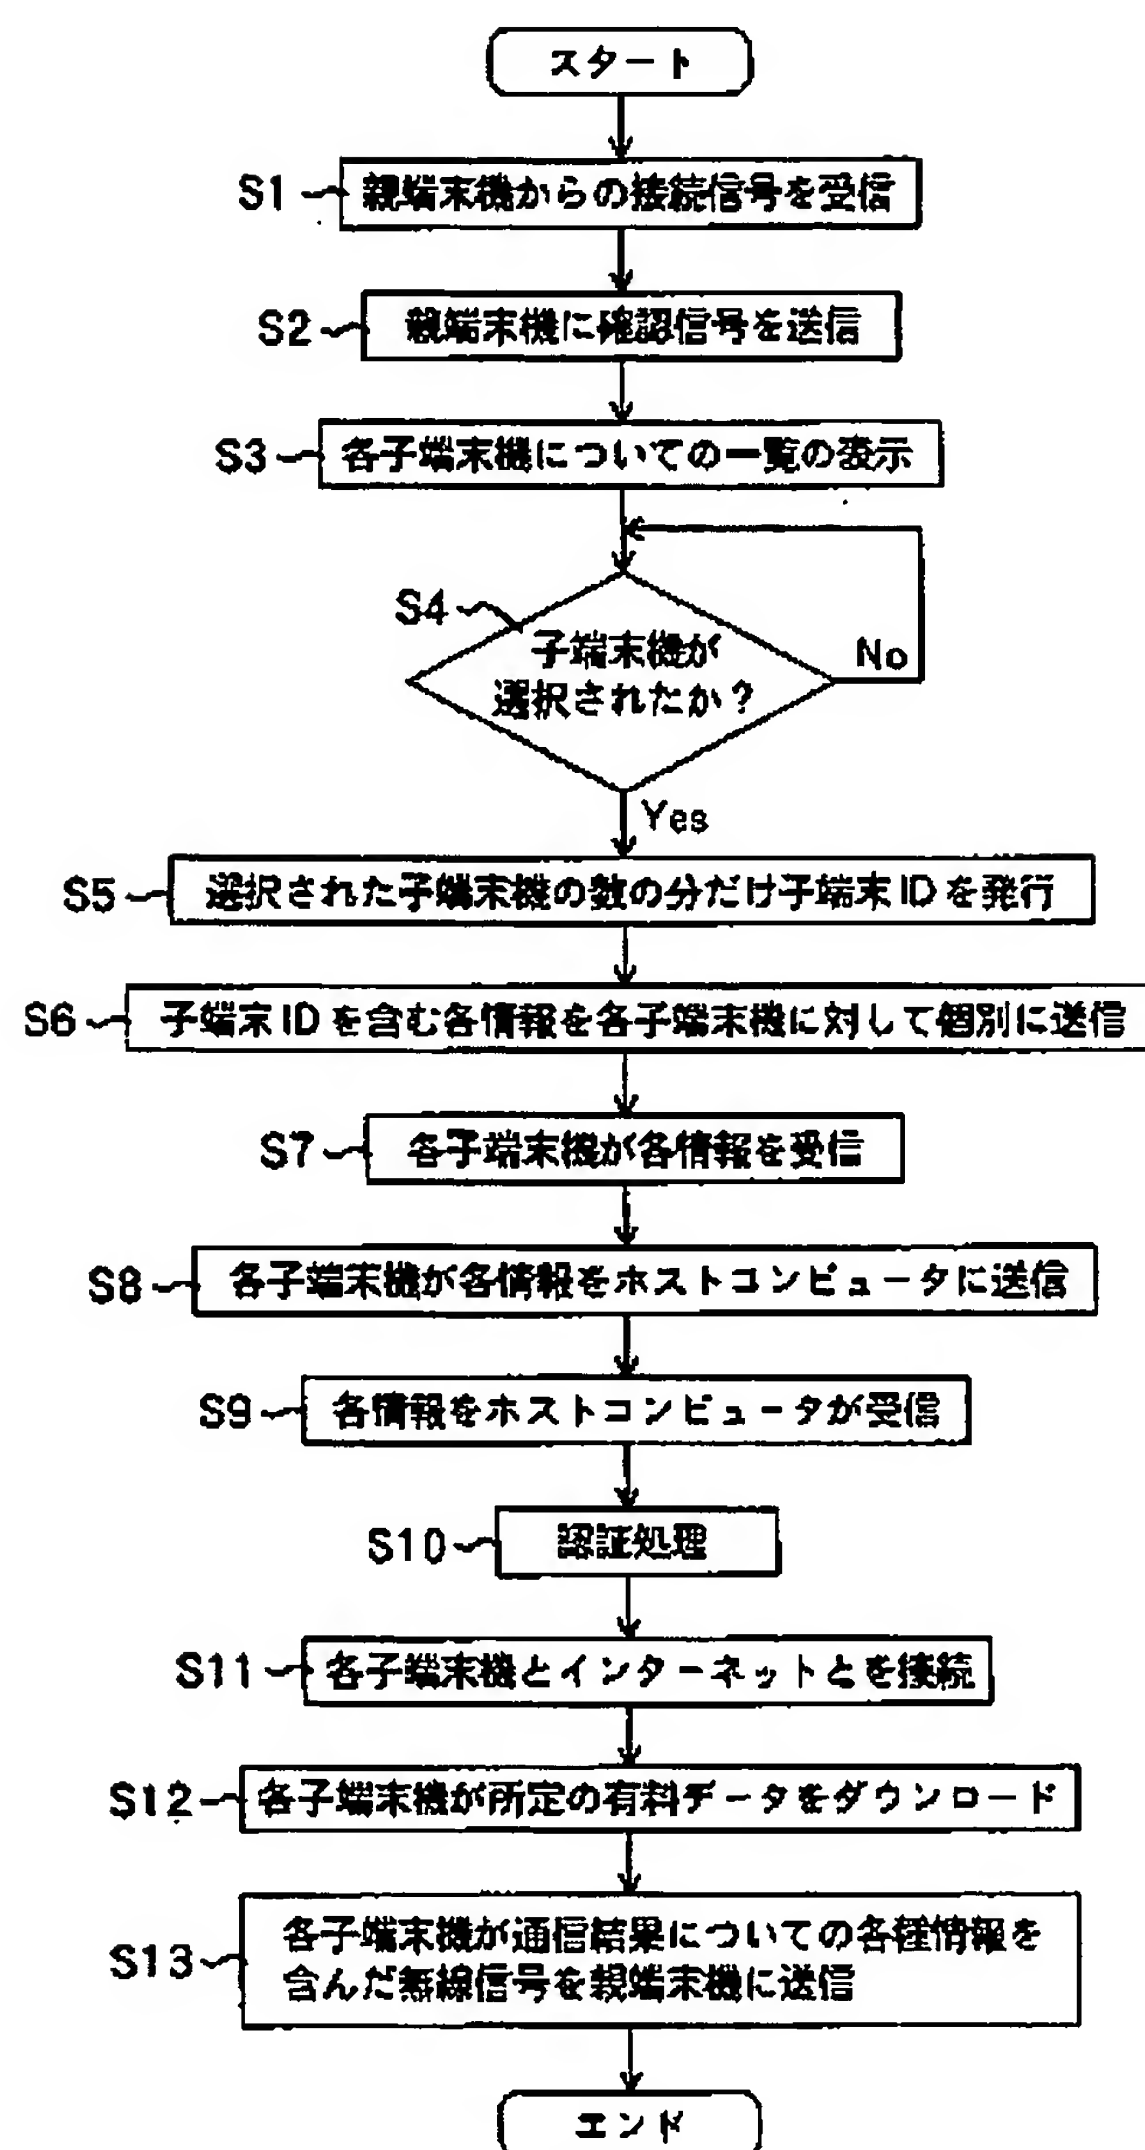 スタート
S1 親端末機からの接続信号を受信
S2 親端末機に確認信号を送信
S3 各子端末機についての一覧の表示
S4
子端末機が
選択されたか?
No
Yes
S5 選択された子端末機の数の分だけ子端末IDを発行
S6 子端末IDを含む各情報を各子端末機に対して個別に送信
S7 各子端末機が各情報を受信
S8 各子端末機が各情報をホストコンピュータに送信
S9 各情報をホストコンピュータが受信
S10 認証処理
S11 各子端末機とインターネットとを接続
S12 各子端末機が所定の有料データをダウンロード
S13 各子端末機が通信結果についての各種情報を
含んだ無線信号を親端末機に送信
エンド